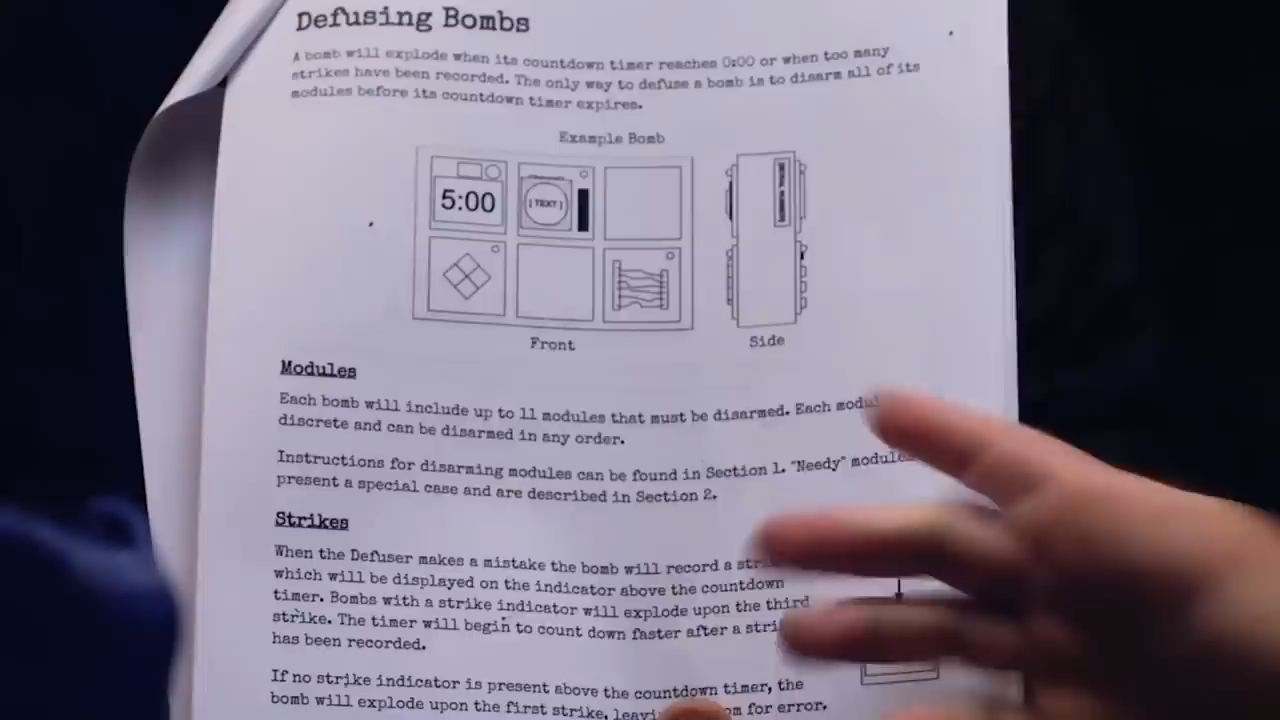 Defusing Bombs
A bomb will explode when its countdown timer reaches 0:00 or when too many
strikes have been recorded. The only way to defuse a bomb is to disarm all of its
modules before its countdown timer expires.
Example Bomb
5:00
[TEXT]
Front
Side
Modules
Each bomb will include up to 11 modules that must be disarmed. Each
discrete and can be disarmed in any order.
Instructions for disarming modules can be found in Section 1. "Needy"
present a special case and are described in Section 2.
Strikes
When the Defuser makes a mistake the bomb will record a
which will be displayed on the indicator above the countdown
timer. Bombs with a strike indicator will explode upon the third
strike. The timer will begin to count down faster after a
has been recorded.
If no strike indicator is present above the countdown timer, the
bomb will explode upon the first strike, for error.